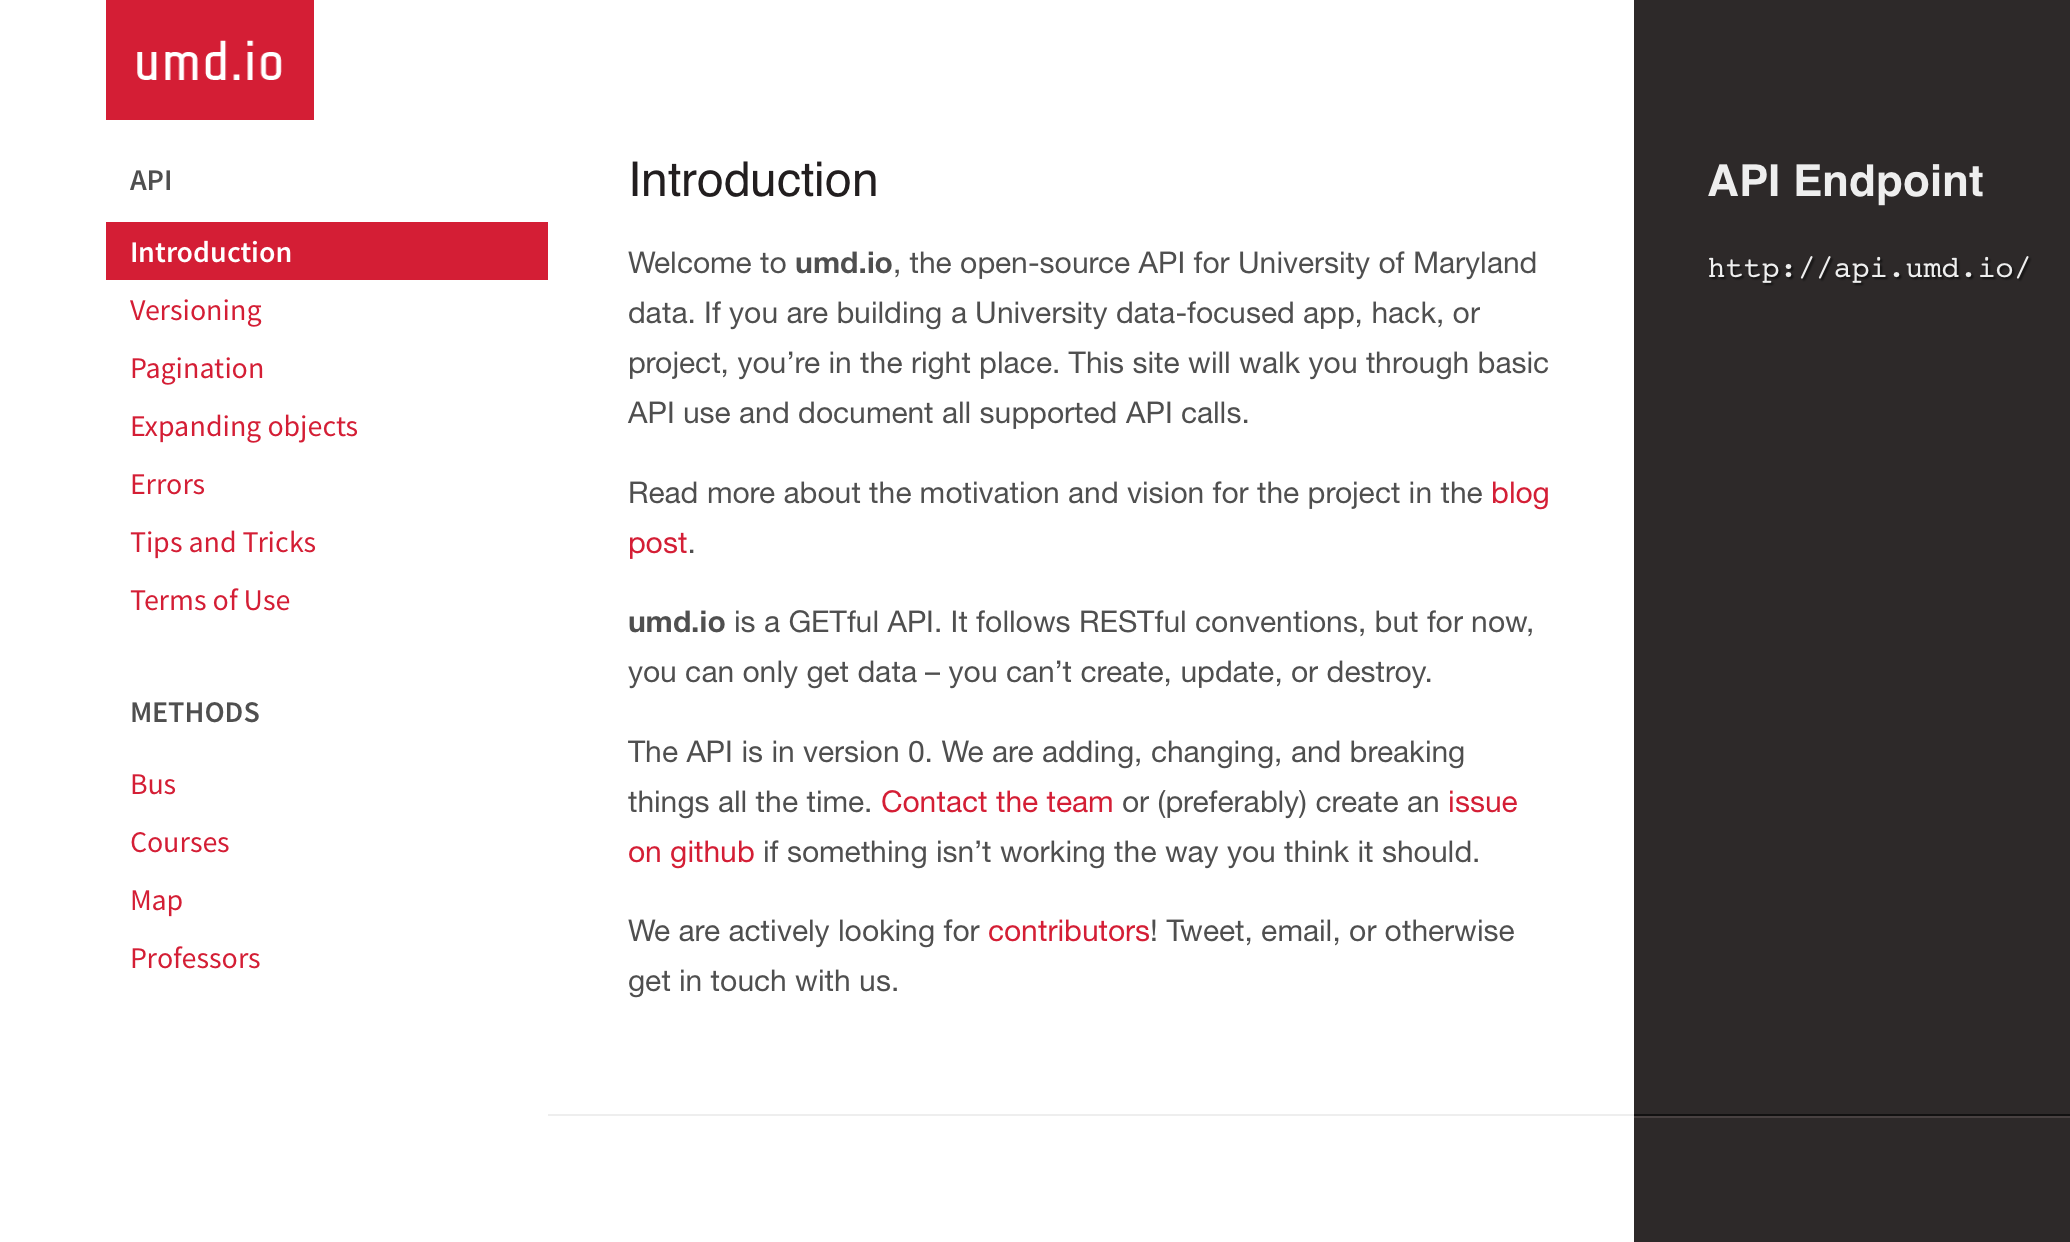 umd.io
API
Introduction
Versioning
Pagination
Expanding objects
Errors
Tips and Tricks
Terms of Use
METHODS
Bus
Courses
Map
Professors
Introduction
Welcome to umd.io, the open-source API for University of Maryland
data. If you are building a University data-focused app, hack, or
project, you’re in the right place. This site will walk you through basic
API use and document all supported API calls.
Read more about the motivation and vision for the project in the blog
post.
umd.io is a GETful API. It follows RESTful conventions, but for now,
you can only get data – you can’t create, update, or destroy.
The API is in version 0. We are adding, changing, and breaking
things all the time. Contact the team or (preferably) create an issue
on github if something isn’t working the way you think it should.
We are actively looking for contributors! Tweet, email, or otherwise
get in touch with us.
API Endpoint
http://api.umd.io/